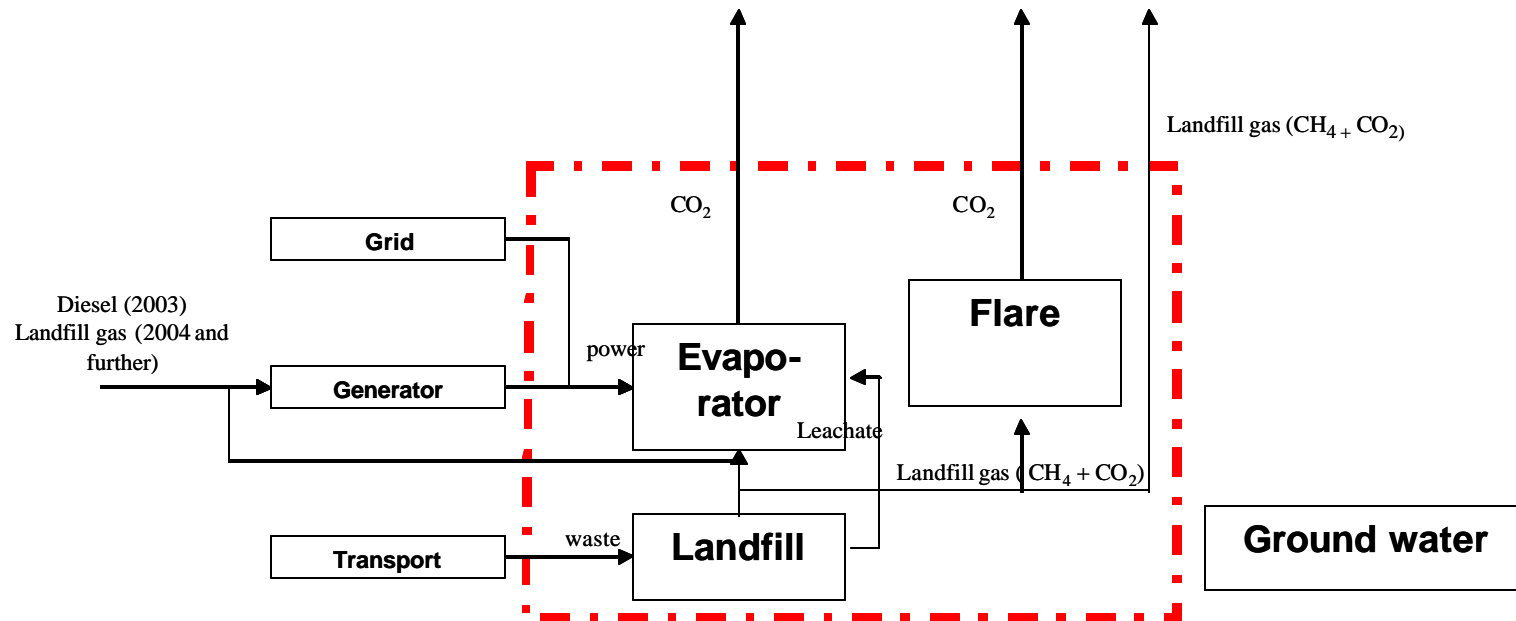 Landfill gas (CH₄ + CO₂)
CO₂
CO₂
Grid
Diesel (2003)
Landfill gas (2004 and
further)
Flare
power
Evapo-
rator
Generator
Leachate
Landfill gas ( CH₄ + CO₂)
waste
Landfill
Ground water
Transport